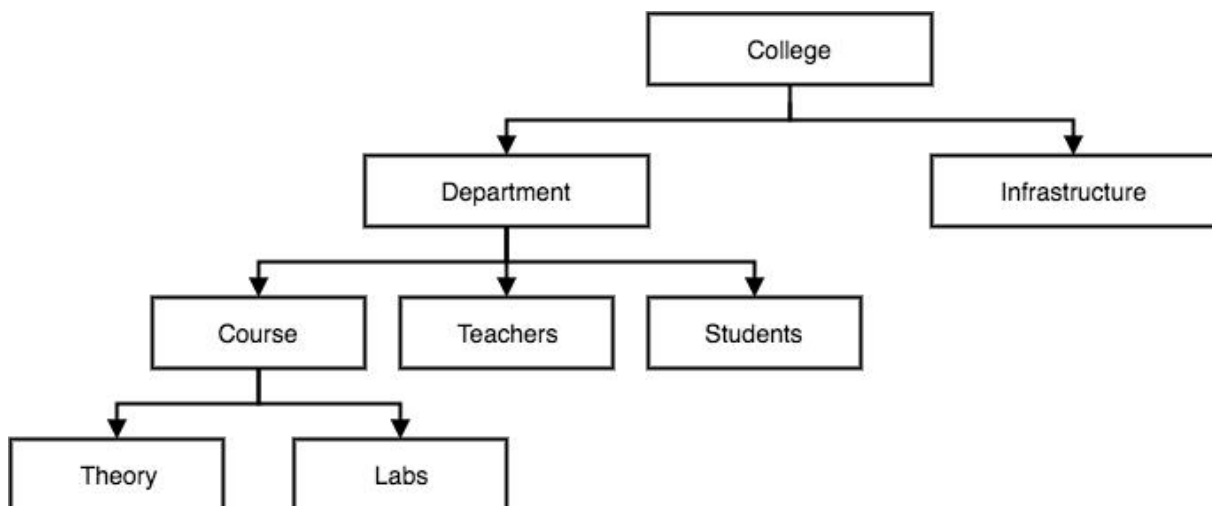 College
Department
Infrastructure
Course
Teachers
Students
Theory
Labs